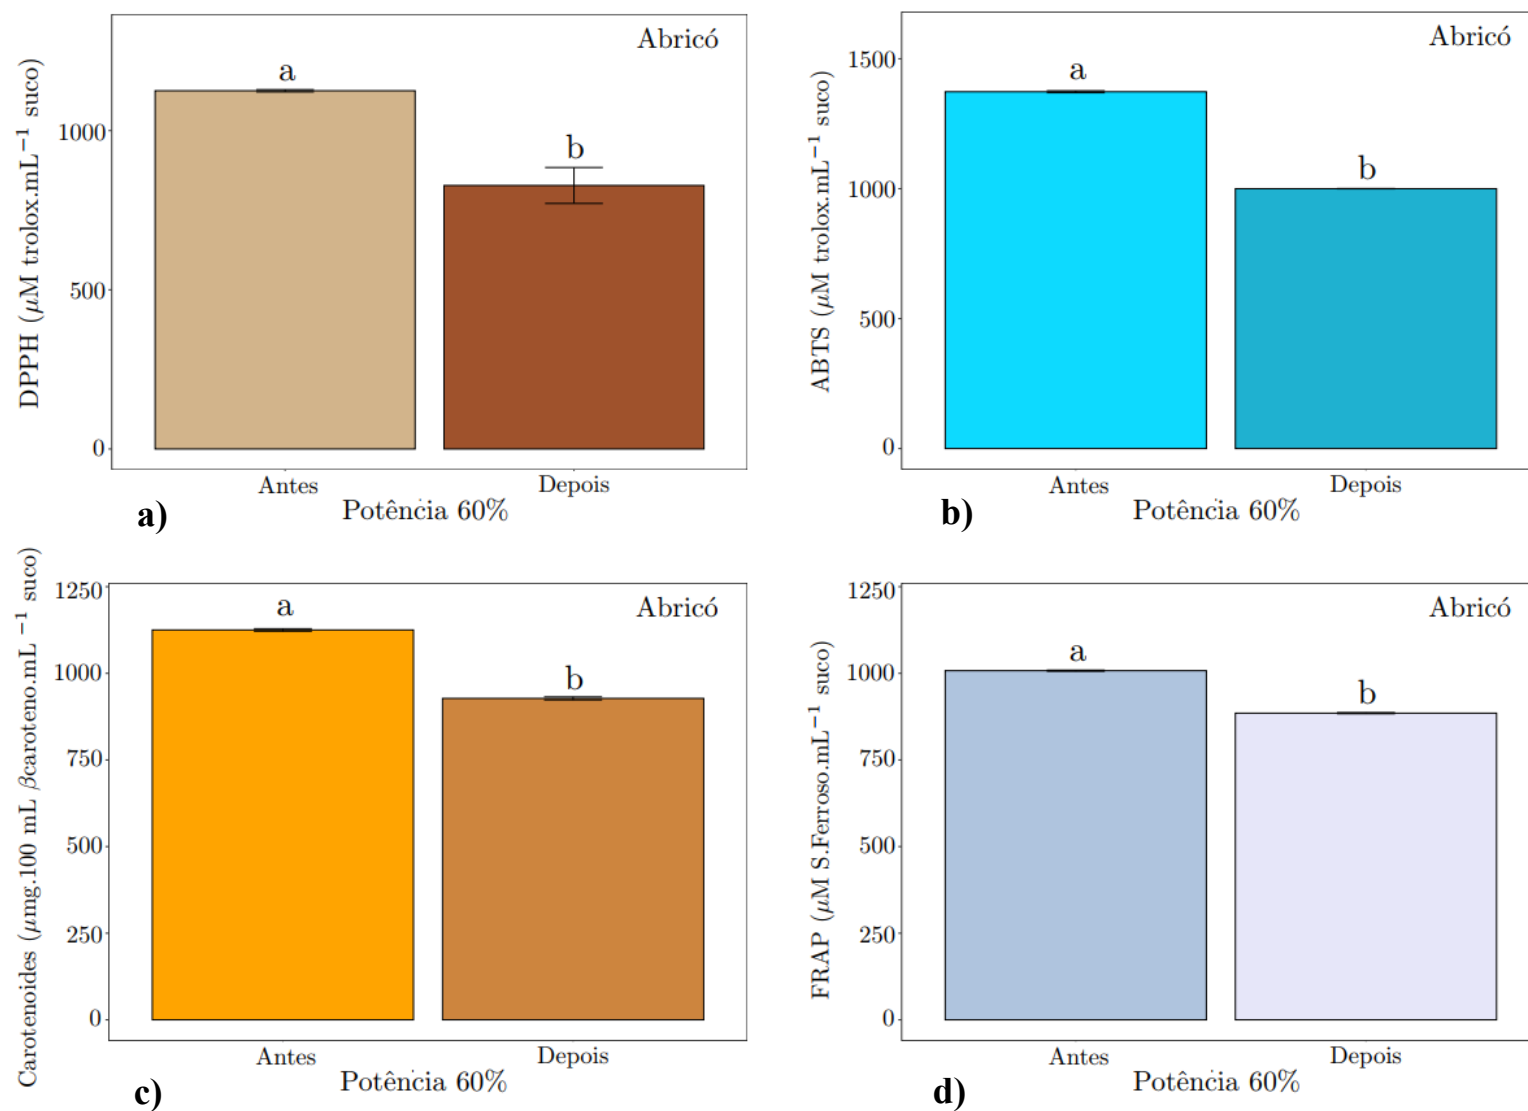 Abricó
DPPH (μM trolox.mL⁻¹ suco)
1000
500
0
a
b
Antes
Depois
Potência 60%
a)
Abricó
ABTS (μM trolox.mL⁻¹ suco)
1500
1000
500
0
a
b
Antes
Depois
Potência 60%
b)
Abricó
Carotenoides (μmg.100 mL βcaroteno.mL⁻¹ suco)
1250
1000
750
500
250
0
a
b
Antes
Depois
Potência 60%
c)
Abricó
FRAP (μM S.Ferroso.mL⁻¹ suco)
1250
1000
750
500
250
0
a
b
Antes
Depois
Potência 60%
d)